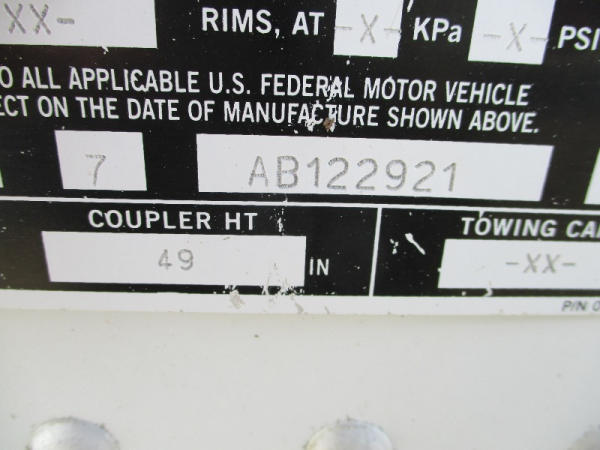 XX- RIMS, AT -X- KPa -X- PSI
O ALL APPLICABLE U.S. FEDERAL MOTOR VEHICLE
ECT ON THE DATE OF MANUFACTURE SHOWN ABOVE.
7 AB122921
COUPLER HT TOWING CA
49 IN -XX-
P/N 0